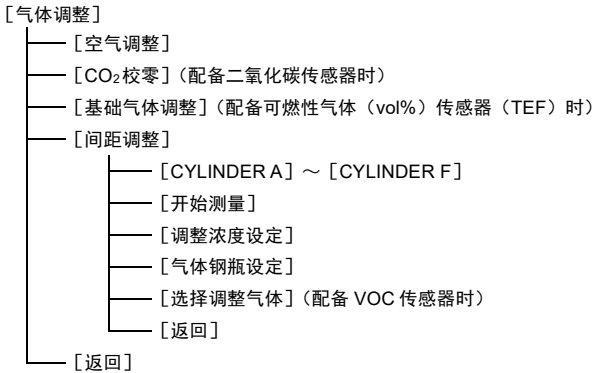 ［气体调整］
［空气调整］
［CO₂校零］（配备二氧化碳传感器时）
［基础气体调整］（配备可燃性气体（vol%）传感器（TEF）时）
［间距调整］
［CYLINDER A］～［CYLINDER F］
［开始测量］
［调整浓度设定］
［气体钢瓶设定］
［选择调整气体］（配备 VOC 传感器时）
［返回］
［返回］